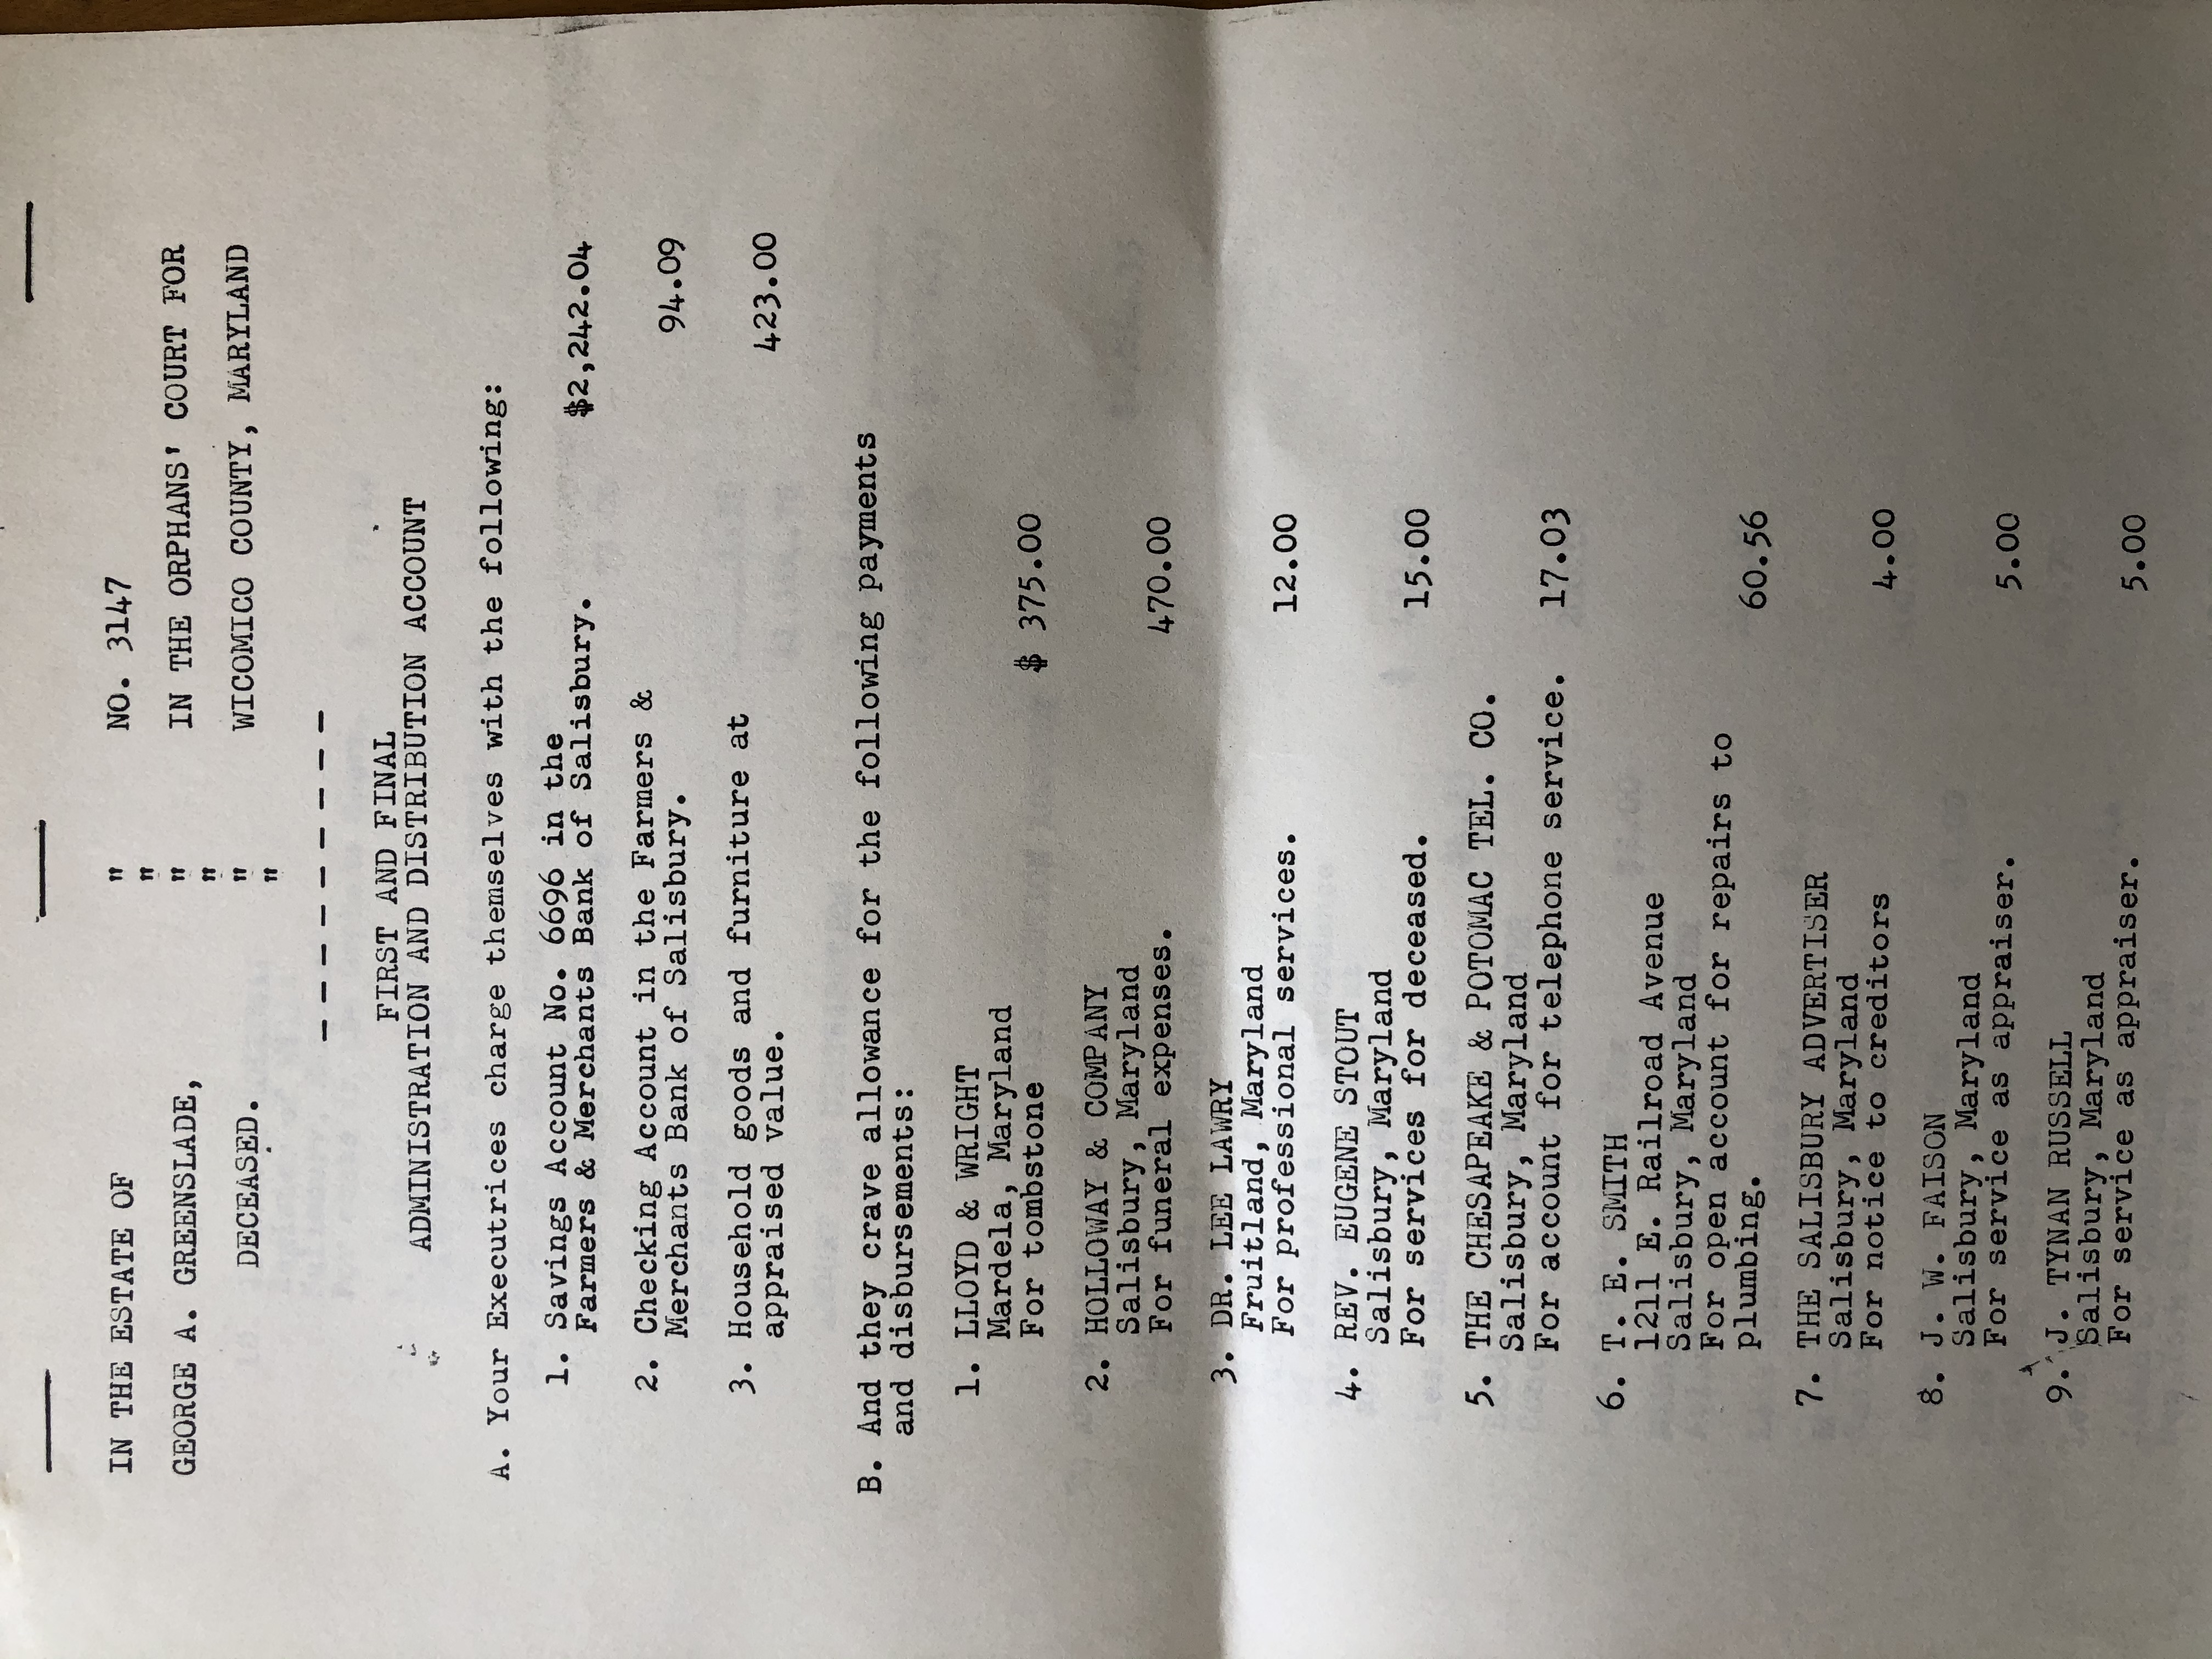 IN THE ESTATE OF " NO. 3147
"
GEORGE A. GREENSLADE, " IN THE ORPHANS' COURT FOR
"
DECEASED. " WICOMICO COUNTY, MARYLAND
"
- - - - - - - - -
FIRST AND FINAL
ADMINISTRATION AND DISTRIBUTION ACCOUNT
A. Your Executrices charge themselves with the following:
1. Savings Account No. 6696 in the
Farmers & Merchants Bank of Salisbury. $2,242.04
2. Checking Account in the Farmers &
Merchants Bank of Salisbury. 94.09
3. Household goods and furniture at
appraised value. 423.00
B. And they crave allowance for the following payments
and disbursements:
1. LLOYD & WRIGHT
Mardela, Maryland
For tombstone $ 375.00
2. HOLLOWAY & COMPANY
Salisbury, Maryland
For funeral expenses. 470.00
3. DR. LEE LAWRY
Fruitland, Maryland
For professional services. 12.00
4. REV. EUGENE STOUT
Salisbury, Maryland
For services for deceased. 15.00
5. THE CHESAPEAKE & POTOMAC TEL. CO.
Salisbury, Maryland
For account for telephone service. 17.03
6. T. E. SMITH
1211 E. Railroad Avenue
Salisbury, Maryland
For open account for repairs to
plumbing. 60.56
7. THE SALISBURY ADVERTISER
Salisbury, Maryland
For notice to creditors 4.00
8. J. W. FAISON
Salisbury, Maryland
For service as appraiser. 5.00
9. J. TYNAN RUSSELL
Salisbury, Maryland
For service as appraiser. 5.00